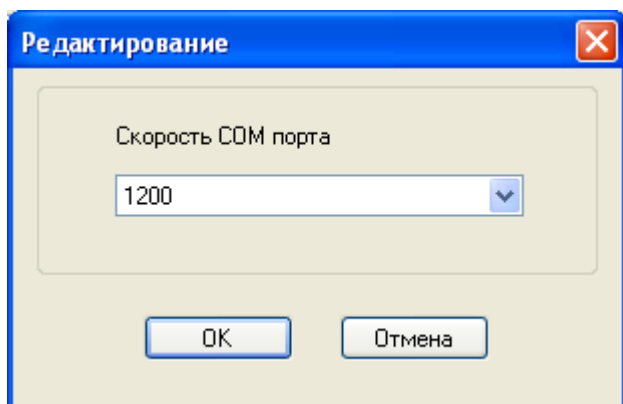 Редактирование
Скорость COM порта
1200
OK
Отмена